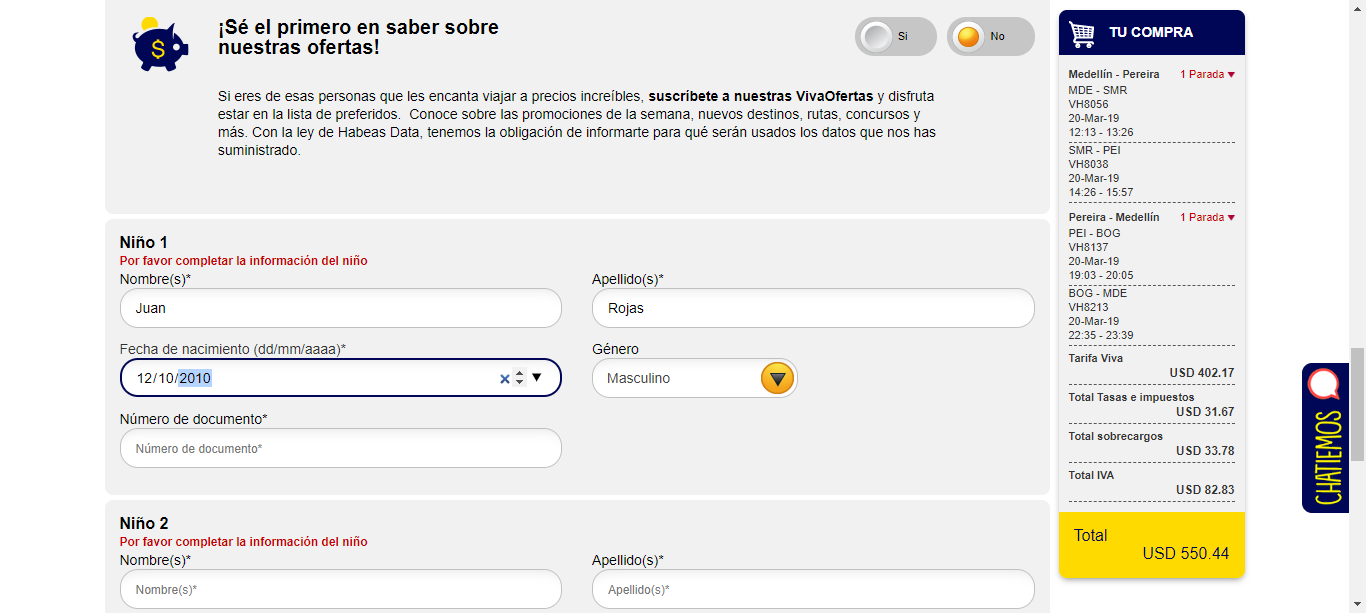 ¡Sé el primero en saber sobre
nuestras ofertas!
Si
No
Si eres de esas personas que les encanta viajar a precios increíbles, suscríbete a nuestras VivaOfertas y disfruta
estar en la lista de preferidos. Conoce sobre las promociones de la semana, nuevos destinos, rutas, concursos y
más. Con la ley de Habeas Data, tenemos la obligación de informarte para qué serán usados los datos que nos has
suministrado.
Niño 1
Por favor completar la información del niño
Nombre(s)*
Apellido(s)*
Juan
Rojas
Fecha de nacimiento (dd/mm/aaaa)*
Género
12/10/2010
Masculino
Número de documento*
Número de documento*
Niño 2
Por favor completar la información del niño
Nombre(s)*
Apellido(s)*
Nombre(s)*
Apellido(s)*
TU COMPRA
Medellín - Pereira 1 Parada
MDE - SMR
VH8056
20-Mar-19
12:13 - 13:26
SMR - PEI
VH8038
20-Mar-19
14:26 - 15:57
Pereira - Medellín 1 Parada
PEI - BOG
VH8137
20-Mar-19
19:03 - 20:05
BOG - MDE
VH8213
20-Mar-19
22:35 - 23:39
Tarifa Viva
USD 402.17
Total Tasas e impuestos
USD 31.67
Total sobrecargos
USD 33.78
Total IVA
USD 82.83
Total
USD 550.44
CHATIEMOS